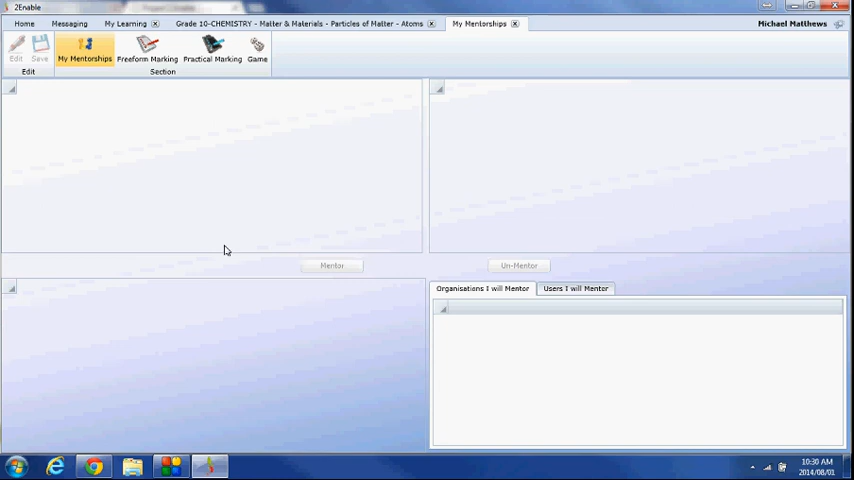 2Enable
Home Messaging My Learning Grade 10-CHEMISTRY - Matter & Materials - Particles of Matter - Atoms My Mentorships Michael Matthews
Edit Save My Mentorships Freeform Marking Practical Marking Game
Edit Section
Mentor Un-Mentor
Organisations I will Mentor Users I will Mentor
10:30 AM
2014/08/01